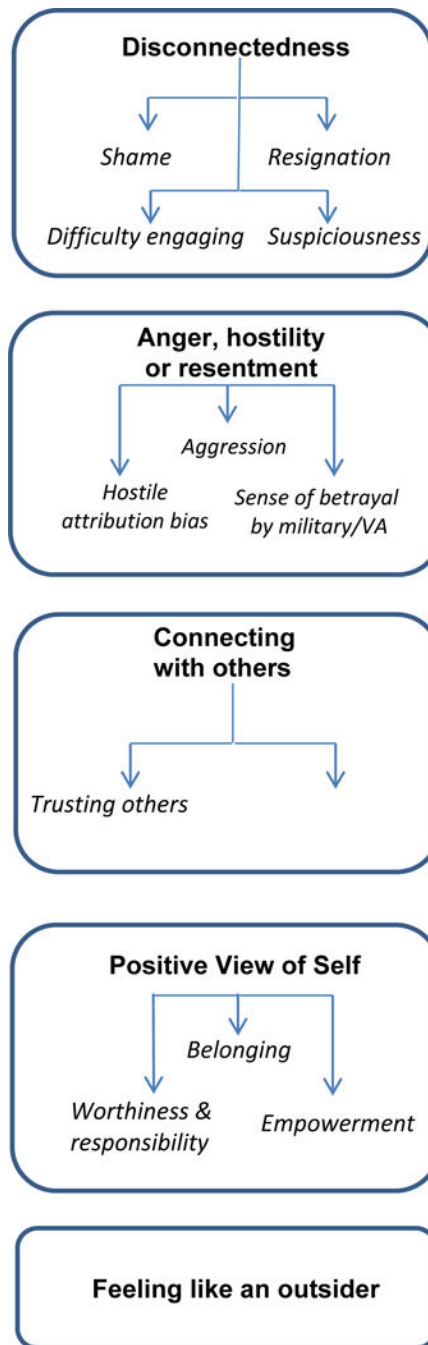 Disconnectedness
Shame
Resignation
Difficulty engaging
Suspiciousness
Anger, hostility
or resentment
Aggression
Hostile
attribution bias
Sense of betrayal
by military/VA
Connecting
with others
Trusting others
Positive View of Self
Belonging
Worthiness &
responsibility
Empowerment
Feeling like an outsider